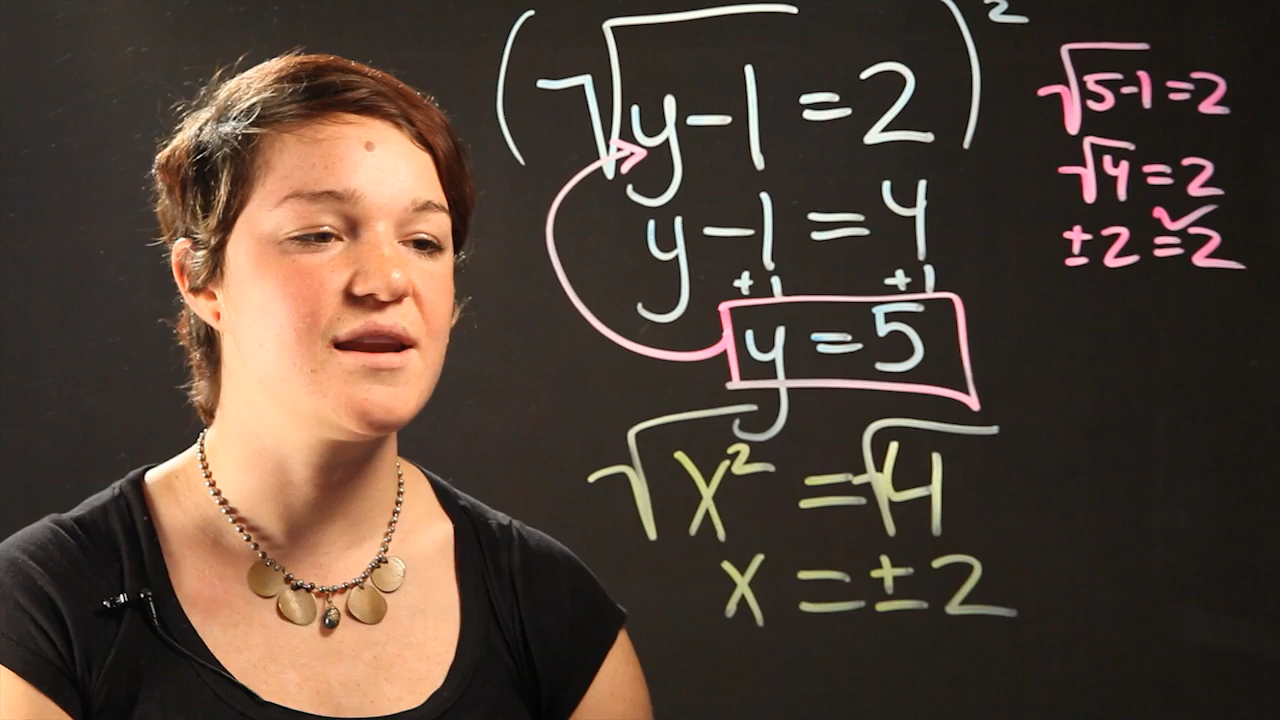 (√y-1 = 2)²
y-1 = 4
+1 +1
y = 5
√x² = √4
x = ±2
√5-1 = 2
√4 = 2
±2 = 2 ✓